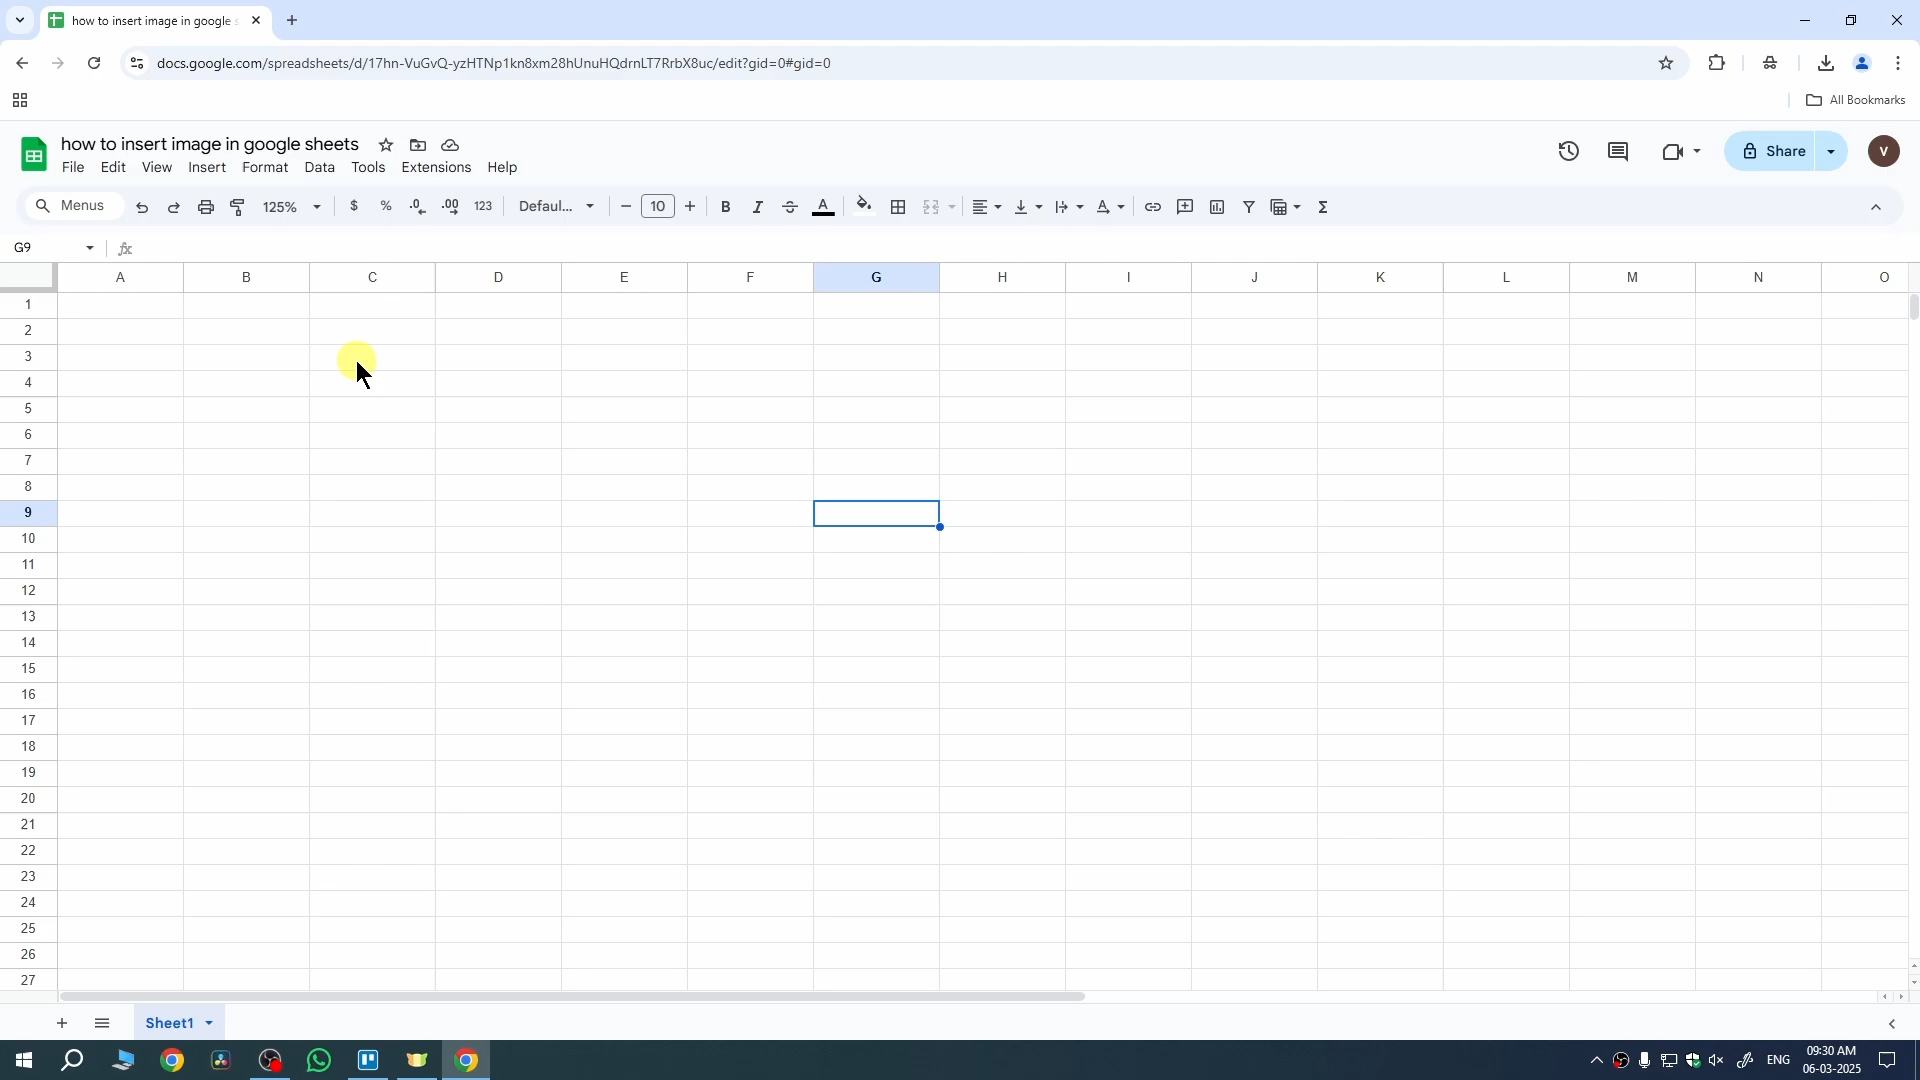 how to insert image in google s
docs.google.com/spreadsheets/d/17hn-VuGvQ-yzHTNp1kn8xm28hUnuHQdrnLT7RrbX8uc/edit?gid=0#gid=0
All Bookmarks
how to insert image in google sheets
File Edit View Insert Format Data Tools Extensions Help
Share
V
Menus 125% $ % .0 .00 123 Defaul... 10 B I A
G9 fx
A B C D E F G H I J K L M N O
1
2
3
4
5
6
7
8
9
10
11
12
13
14
15
16
17
18
19
20
21
22
23
24
25
26
27
Sheet1
ENG 09:30 AM
06-03-2025